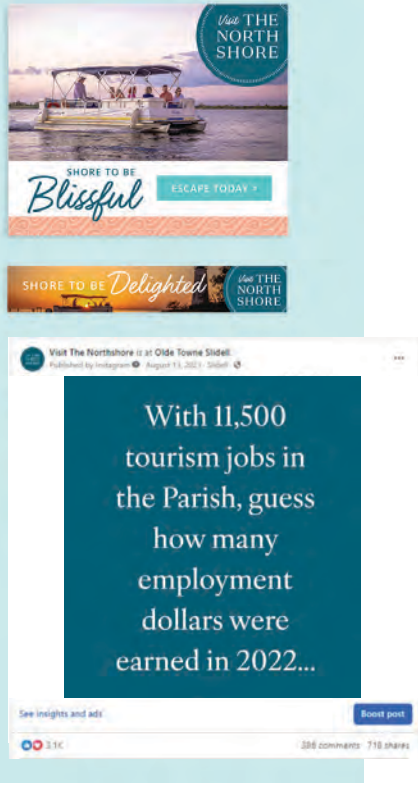 Visit THE
NORTH
SHORE
SHORE TO BE
Blissful
ESCAPE TODAY >
SHORE TO BE Delighted
Visit THE
NORTH
SHORE
Visit The Northshore is at Olde Towne Slidell.
Published by Instagram · August 13, 2023 · Slidell ·
With 11,500
tourism jobs in
the Parish, guess
how many
employment
dollars were
earned in 2022...
See insights and ads
Boost post
3.1K
comments 718 shares